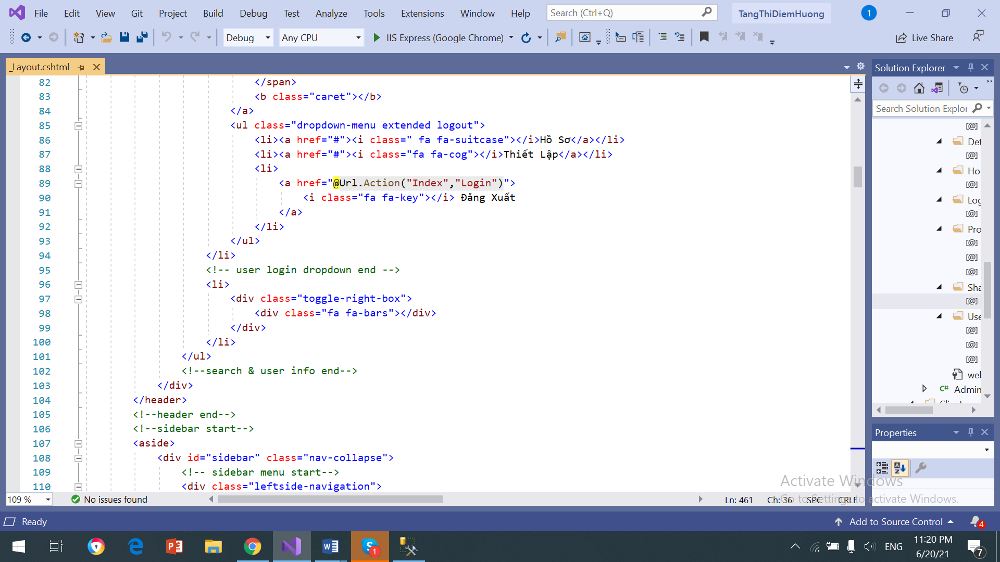 File Edit View Git Project Build Debug Test Analyze Tools Extensions Window Help Search (Ctrl+Q) TangThiDiemHuong 1
Debug Any CPU IIS Express (Google Chrome) Live Share
_Layout.cshtml
82 </span>
83 <b class="caret"></b>
84 </a>
85 <ul class="dropdown-menu extended logout">
86 <li><a href="#"><i class=" fa fa-suitcase"></i>Hồ Sơ</a></li>
87 <li><a href="#"><i class="fa fa-cog"></i>Thiết Lập</a></li>
88 <li>
89 <a href="@Url.Action("Index","Login")">
90 <i class="fa fa-key"></i> Đăng Xuất
91 </a>
92 </li>
93 </ul>
94 </li>
95 <!-- user login dropdown end -->
96 <li>
97 <div class="toggle-right-box">
98 <div class="fa fa-bars"></div>
99 </div>
100 </li>
101 </ul>
102 <!--search & user info end-->
103 </div>
104 </header>
105 <!--header end-->
106 <!--sidebar start-->
107 <aside>
108 <div id="sidebar" class="nav-collapse">
109 <!-- sidebar menu start-->
110 <div class="leftside-navigation">
109 % No issues found Ln: 461 Ch: 36 SPC CRLF
Solution Explorer
Search Solution Explor
[@]
Det
[@]
Ho
[@]
Log
[@]
Pro
[@]
[@]
[@]
Sha
[@]
Use
[@]
[@]
[@]
wel
C# Admin
Client
Properties
Activate Windows
Go to Settings to activate Windows.
Ready Add to Source Control 4
1 ENG 11:20 PM
6/20/21 7